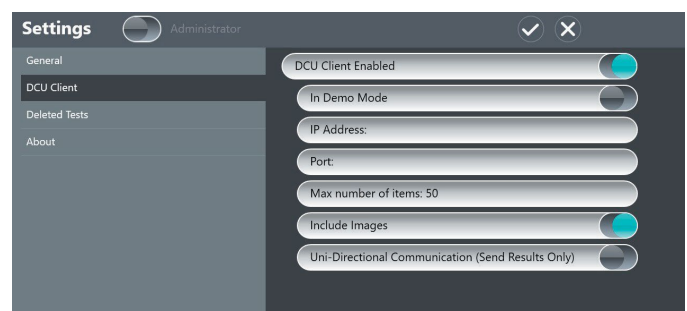 Settings
Administrator
General
DCU Client
Deleted Tests
About
DCU Client Enabled
In Demo Mode
IP Address:
Port:
Max number of items: 50
Include Images
Uni-Directional Communication (Send Results Only)